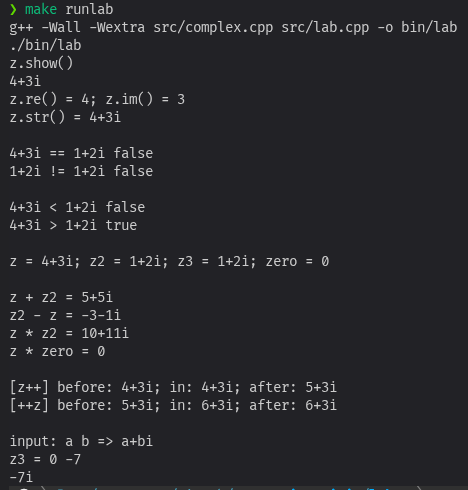 ❯ make runlab
g++ -Wall -Wextra src/complex.cpp src/lab.cpp -o bin/lab
./bin/lab
z.show()
4+3i
z.re() = 4; z.im() = 3
z.str() = 4+3i
4+3i == 1+2i false
1+2i != 1+2i false
4+3i < 1+2i false
4+3i > 1+2i true
z = 4+3i; z2 = 1+2i; z3 = 1+2i; zero = 0
z + z2 = 5+5i
z2 - z = -3-1i
z * z2 = 10+11i
z * zero = 0
[z++] before: 4+3i; in: 4+3i; after: 5+3i
[++z] before: 5+3i; in: 6+3i; after: 6+3i
input: a b => a+bi
z3 = 0 -7
-7i